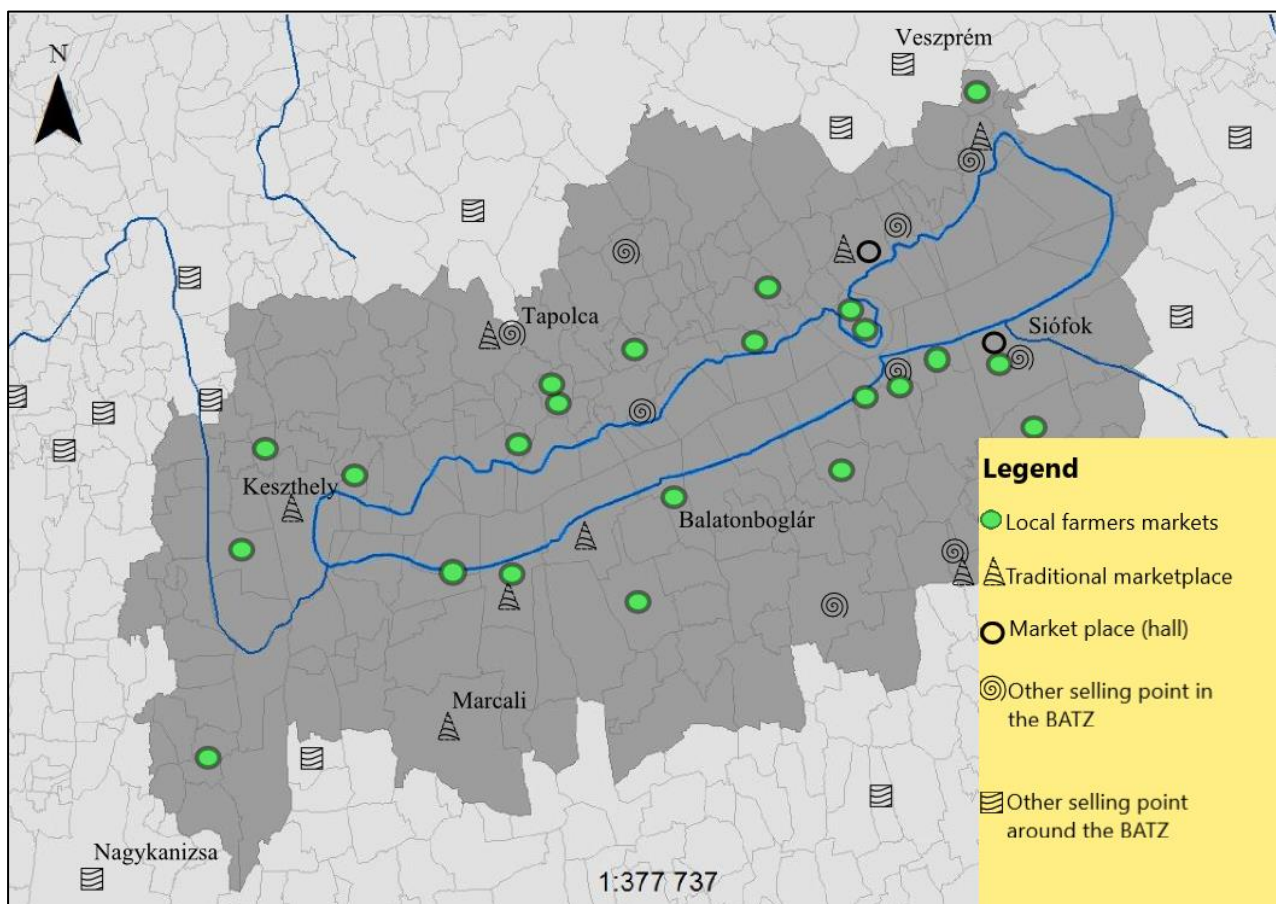 Veszprém
N
Tapolca
Siófok
Keszthely
Balatonboglár
Marcali
Nagykanizsa
1:377 737
Legend
Local farmers markets
Traditional marketplace
Market place (hall)
Other selling point in
the BATZ
Other selling point
around the BATZ